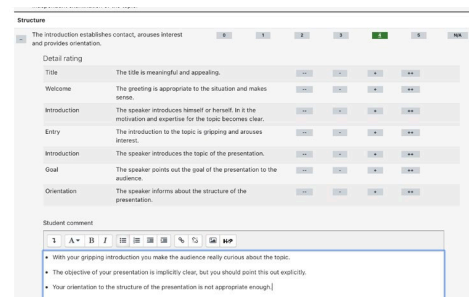 Structure
The introduction establishes contact, arouses interest 0 1 2 3 4 5 N/A
and provides orientation.
Detail rating
Title The title is meaningful and appealing. -- - + ++
Welcome The greeting is appropriate to the situation and makes -- - + ++
sense.
Introduction The speaker introduces himself or herself. In it the -- - + ++
motivation and expertise for the topic becomes clear.
Entry The introduction to the topic is gripping and arouses -- - + ++
interest.
Introduction The speaker introduces the topic of the presentation. -- - + ++
Goal The speaker points out the goal of the presentation to the -- - + ++
audience.
Orientation The speaker informs about the structure of the -- - + ++
presentation.
Student comment
A B I H-P
• With your gripping introduction you make the audience really curious about the topic.
• The objective of your presentation is implicitly clear, but you should point this out explicitly.
• Your orientation to the structure of the presentation is not appropriate enough.